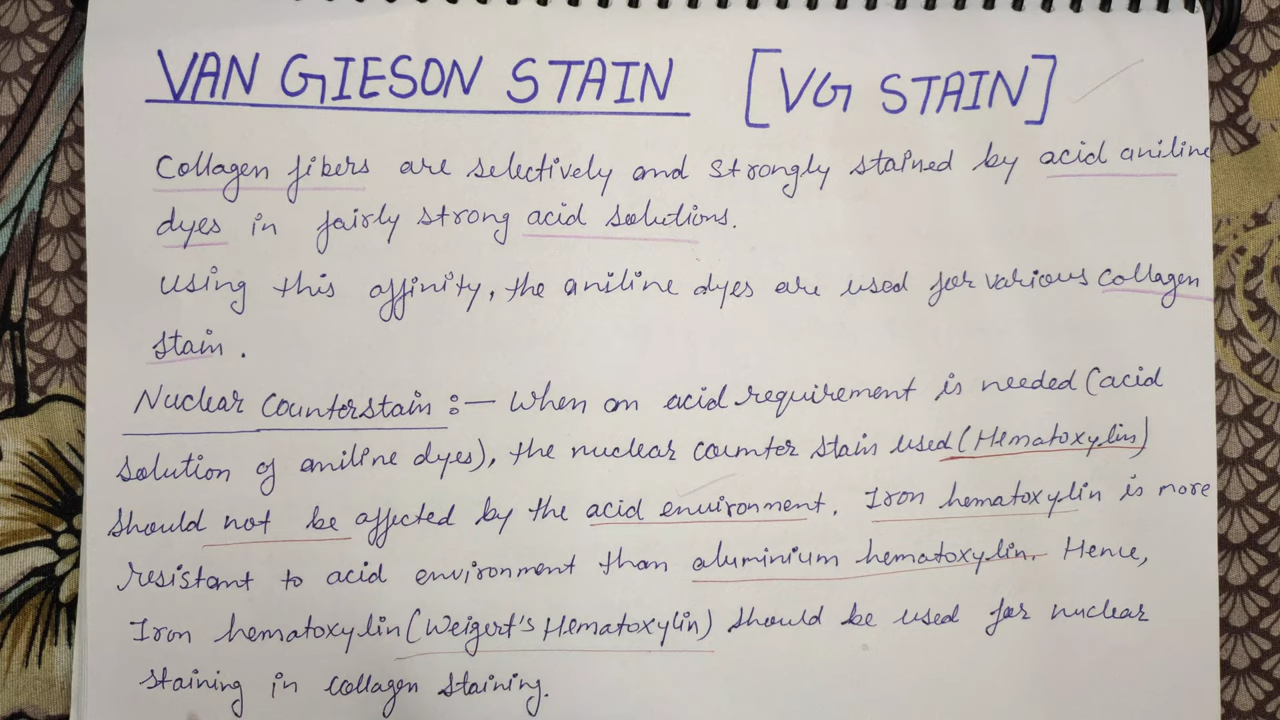 VAN GIESON STAIN [VG STAIN]
Collagen fibers are selectively and strongly stained by acid aniline
dyes in fairly strong acid solutions.
Using this affinity, the aniline dyes are used for various collagen
stain.
Nuclear Counterstain :- When an acid requirement is needed (acid
solution of aniline dyes), the nuclear counter stain used (Hematoxylin)
should not be affected by the acid environment. Iron hematoxylin is more
resistant to acid environment than aluminium hematoxylin. Hence,
Iron hematoxylin (Weigert's Hematoxylin) should be used for nuclear
staining in collagen staining.